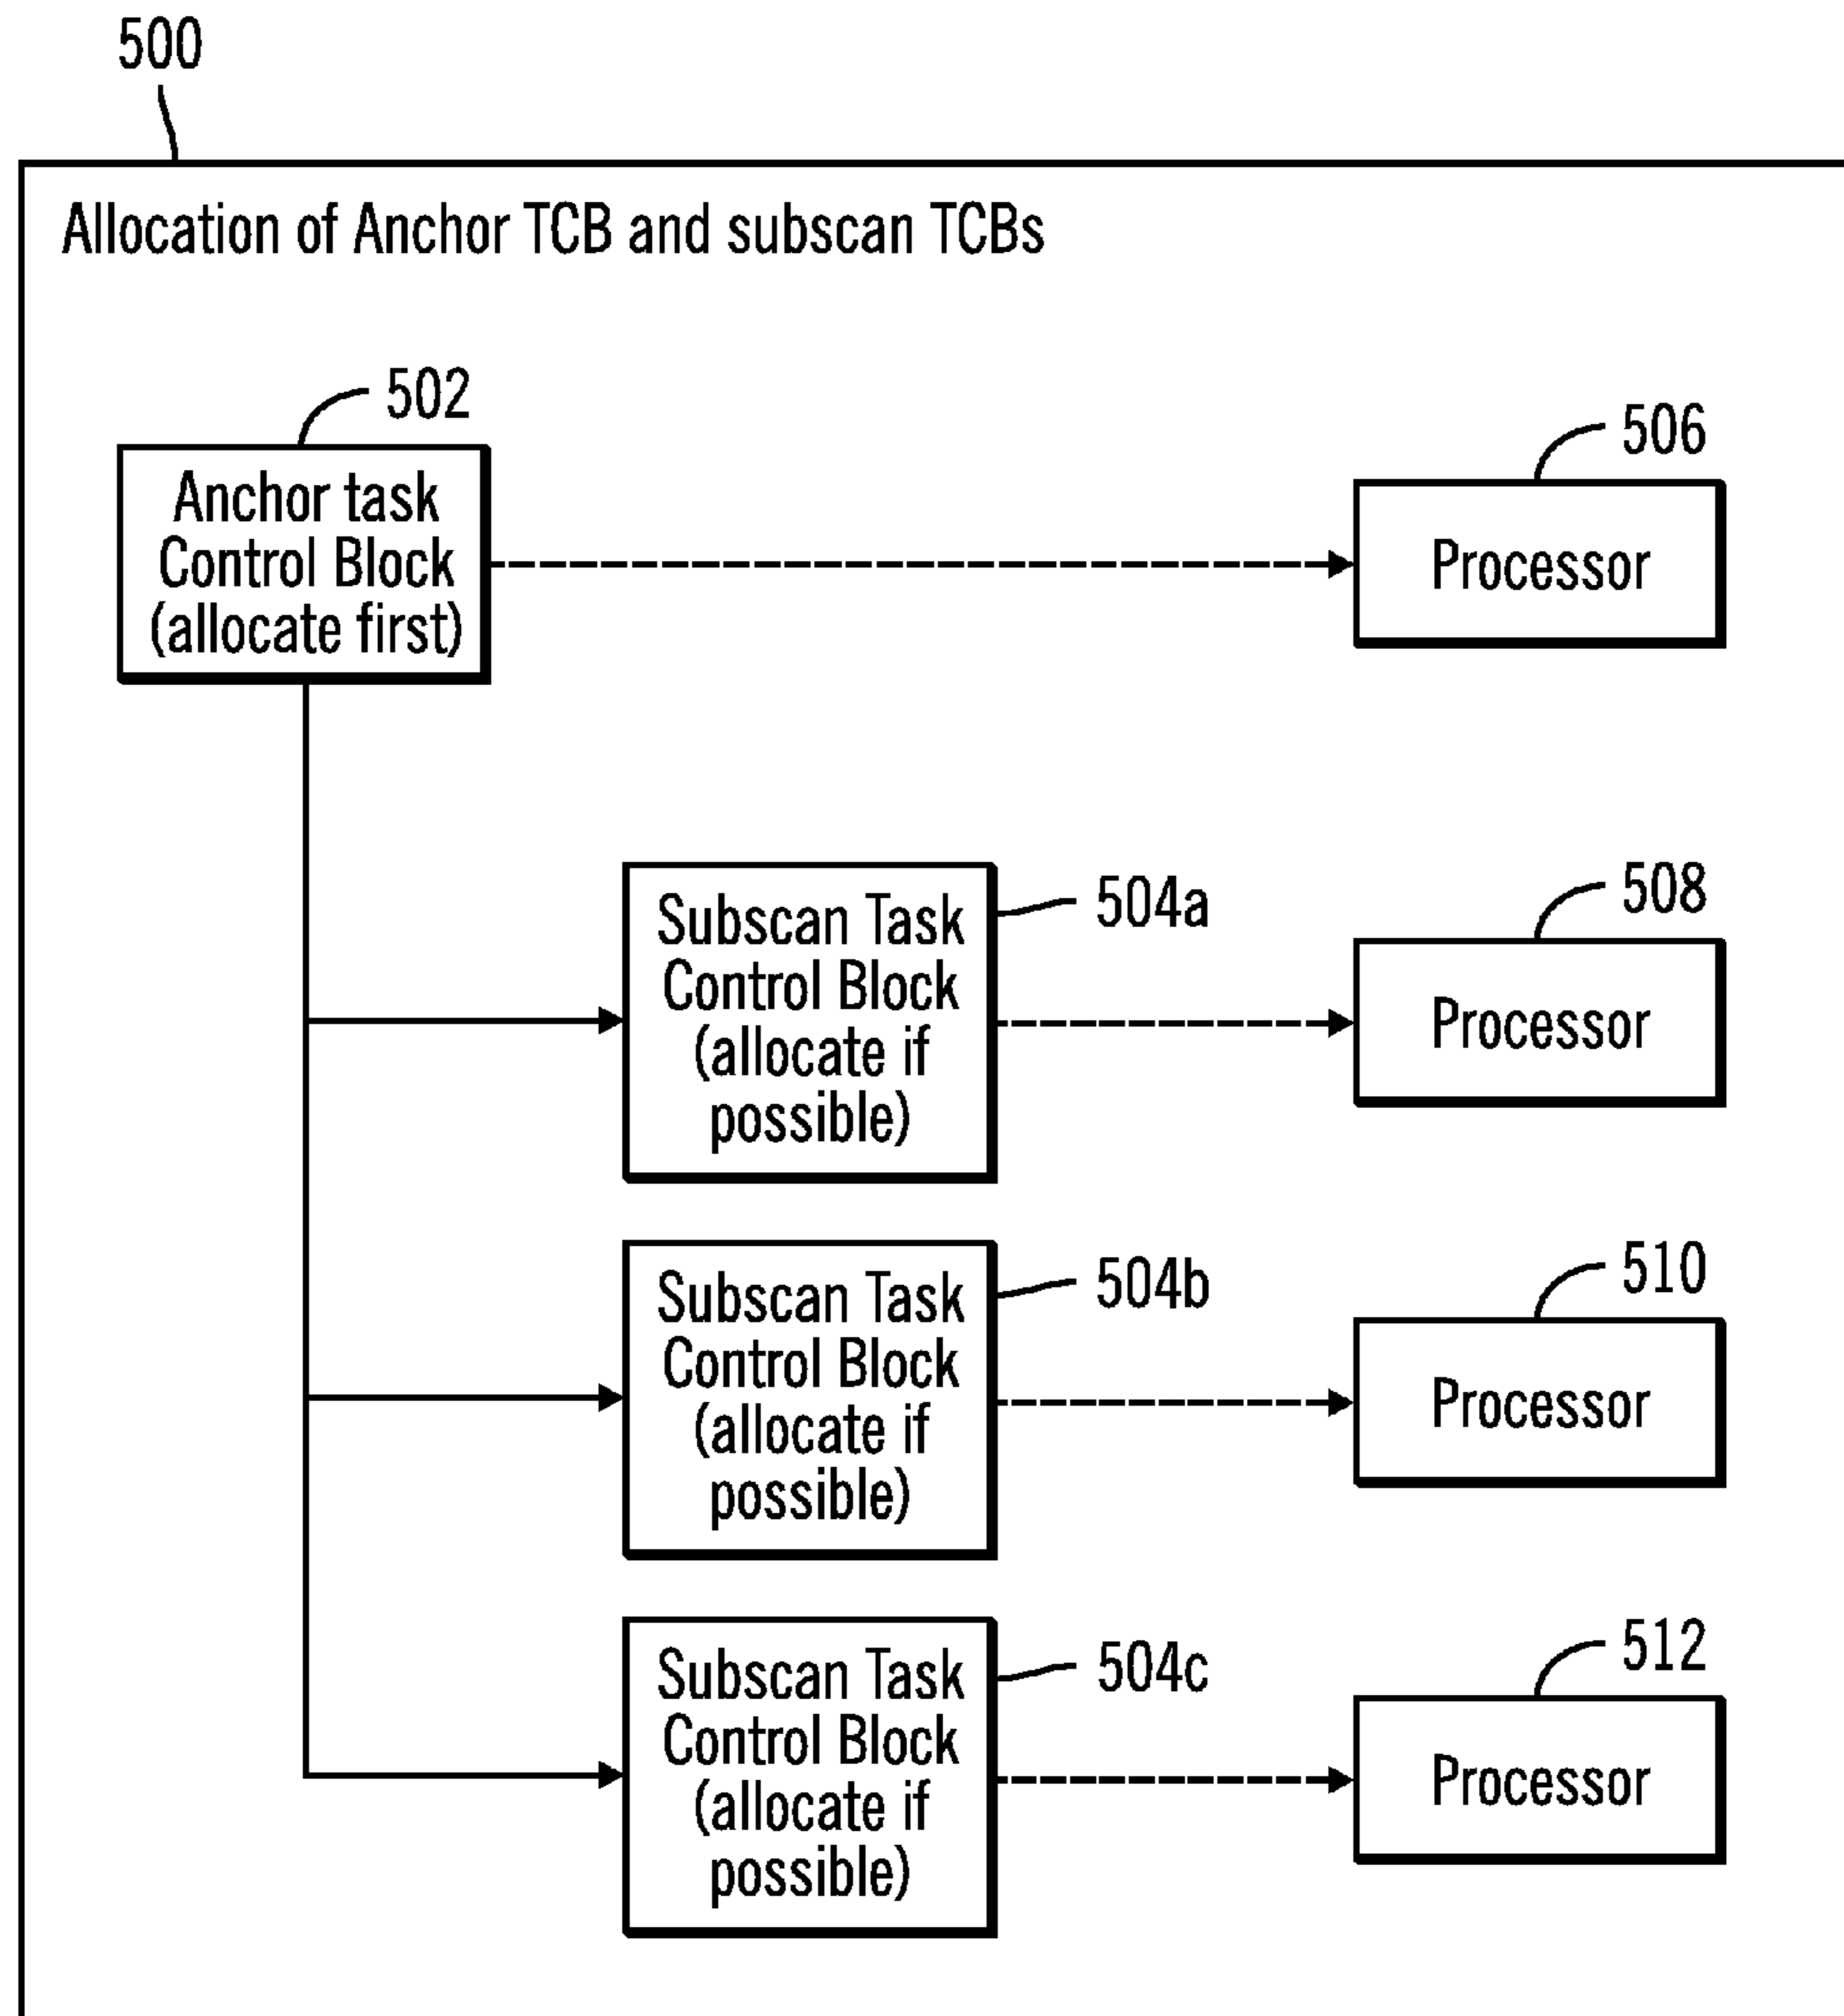 500
Allocation of Anchor TCB and subscan TCBs
502
Anchor task
Control Block
(allocate first)
506
Processor
Subscan Task
Control Block
(allocate if
possible)
504a
508
Processor
Subscan Task
Control Block
(allocate if
possible)
504b
510
Processor
Subscan Task
Control Block
(allocate if
possible)
504c
512
Processor